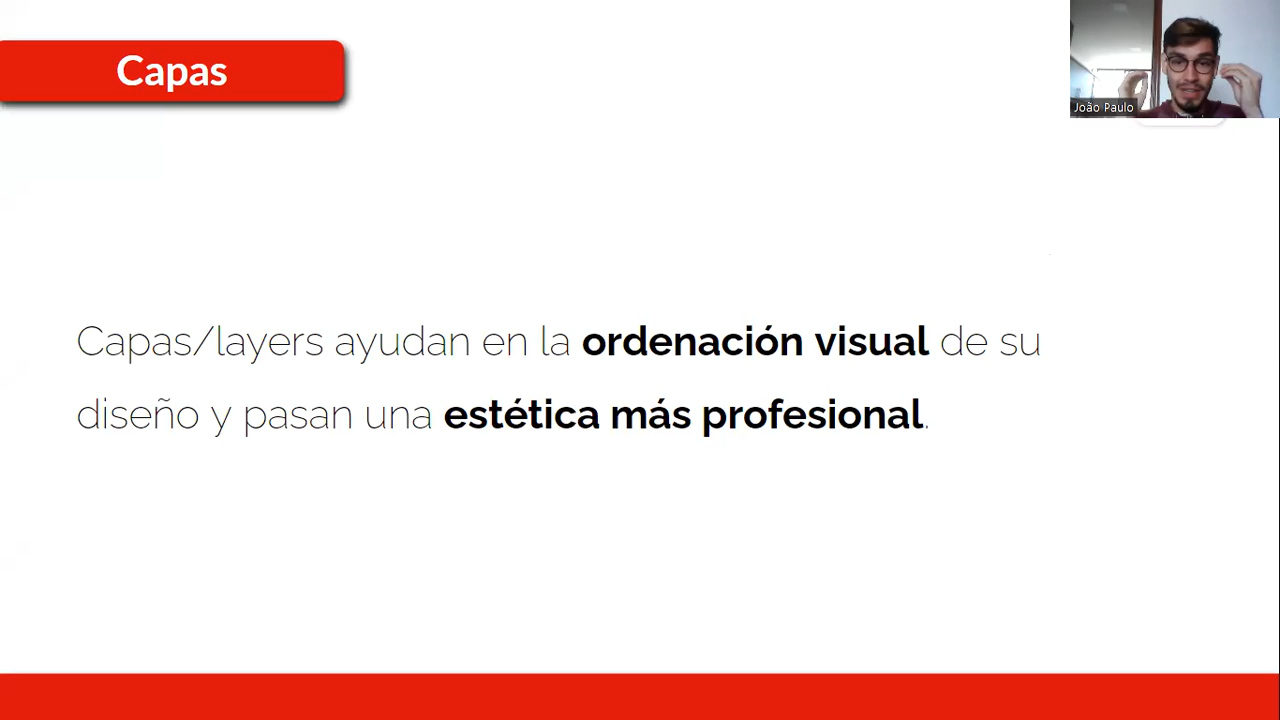 Capas
João Paulo
Capas/layers ayudan en la ordenación visual de su
diseño y pasan una estética más profesional.